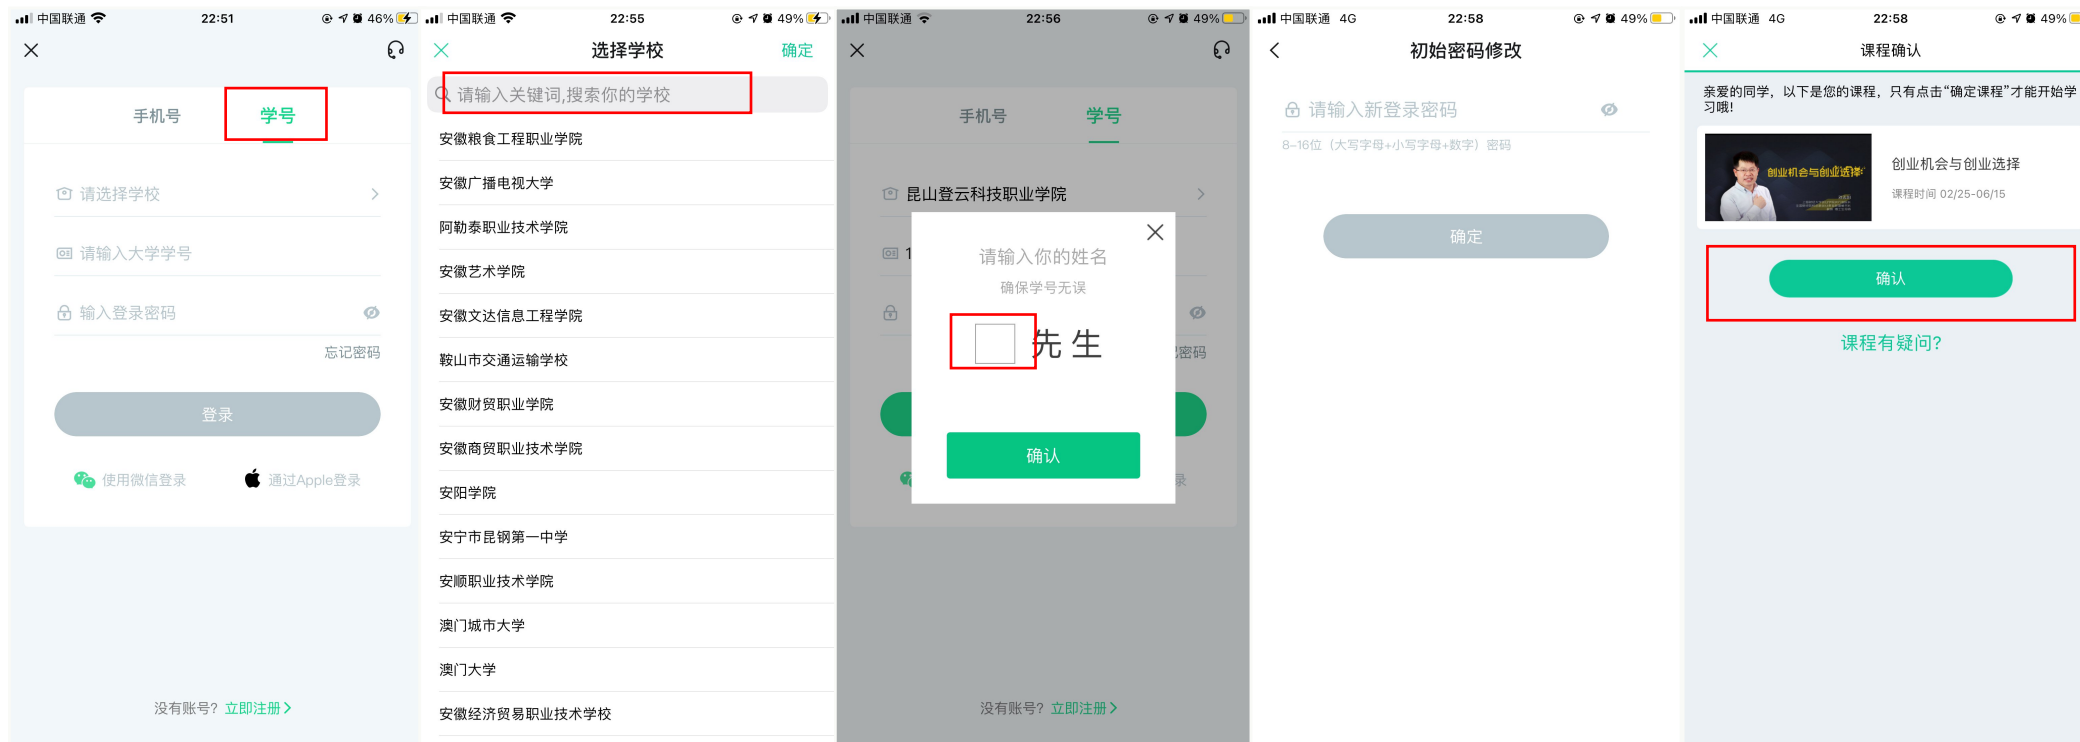 中国联通
22:51
46%
手机号
学号
请选择学校
请输入大学学号
输入登录密码
忘记密码
登录
使用微信登录
通过Apple登录
没有账号? 立即注册
中国联通
22:55
49%
选择学校
确定
请输入关键词,搜索你的学校
安徽粮食工程职业学院
安徽广播电视大学
阿勒泰职业技术学院
安徽艺术学院
安徽文达信息工程学院
鞍山市交通运输学校
安徽财贸职业学院
安徽商贸职业技术学院
安阳学院
安宁市昆钢第一中学
安顺职业技术学院
澳门城市大学
澳门大学
安徽经济贸易职业技术学校
中国联通
22:56
49%
手机号
学号
昆山登云科技职业学院
1
请输入你的姓名
确保学号无误
先生
密码
确认
录
没有账号? 立即注册
中国联通 4G
22:58
49%
初始密码修改
请输入新登录密码
8-16位（大写字母+小写字母+数字）密码
确定
中国联通 4G
22:58
49%
课程确认
亲爱的同学，以下是您的课程，只有点击“确定课程”才能开始学
习哦!
创业机会与创业选择
创业机会与创业选择
课程时间 02/25-06/15
确认
课程有疑问?